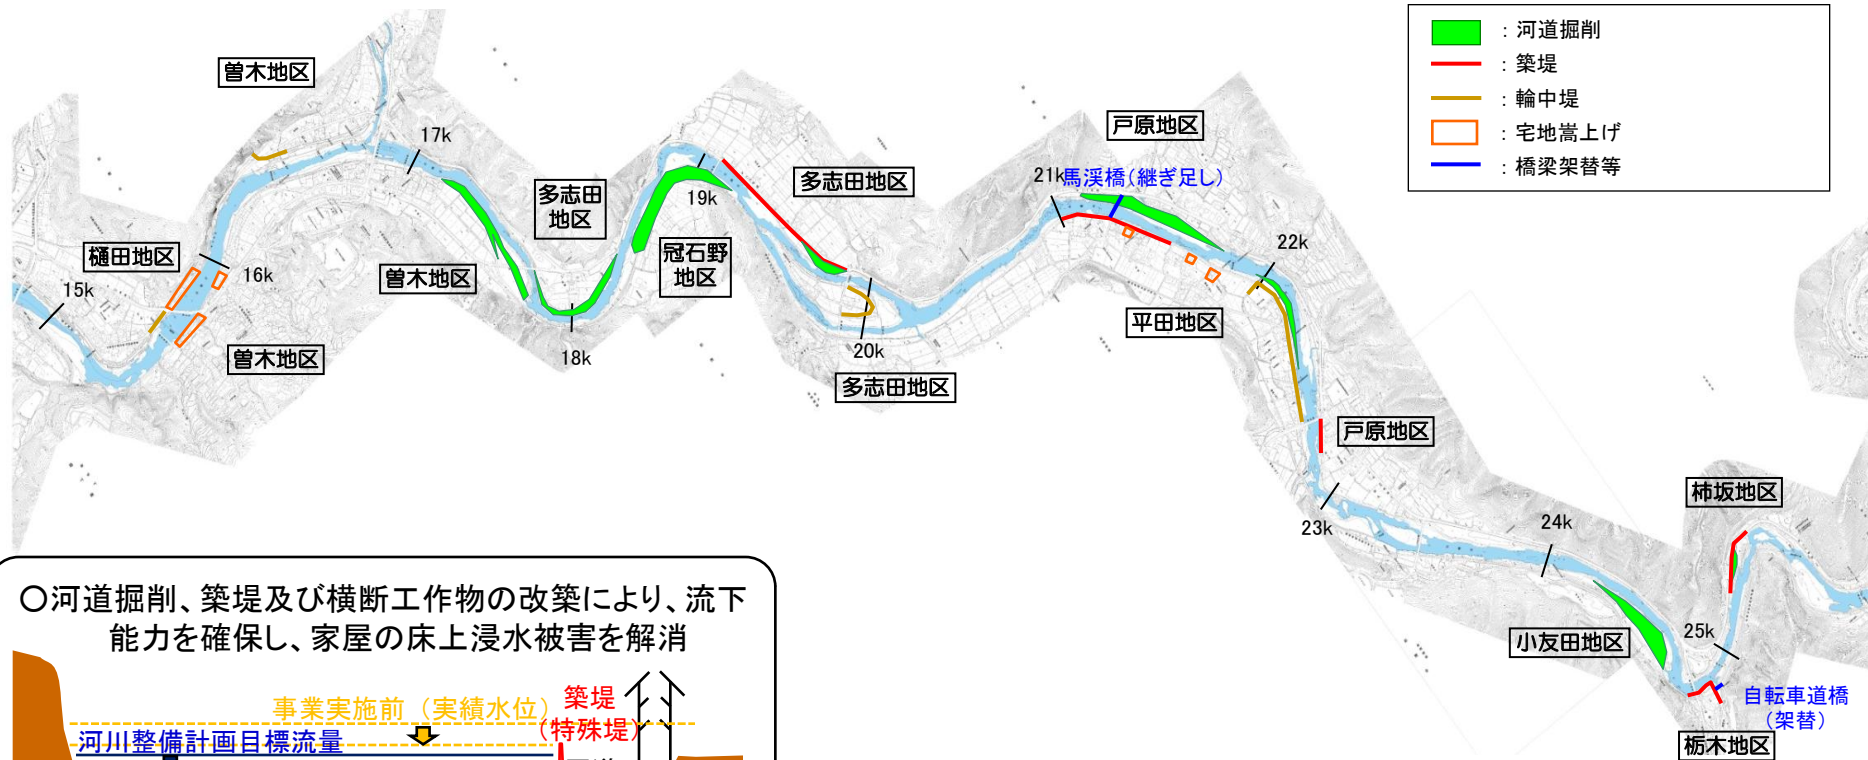 ：河道掘削
：築堤
：輪中堤
：宅地嵩上げ
：橋梁架替等
曽木地区
17k
多志田
地区
19k
多志田地区
戸原地区
21k
馬渓橋（継ぎ足し）
22k
樋田地区
16k
15k
曽木地区
冠石野
地区
平田地区
曽木地区
18k
20k
多志田地区
戸原地区
23k
24k
柿坂地区
小友田地区
25k
自転車道橋
（架替）
栃木地区
〇河道掘削、築堤及び横断工作物の改築により、流下
能力を確保し、家屋の床上浸水被害を解消
事業実施前（実績水位）
築堤
（特殊堤）
河川整備計画目標流量